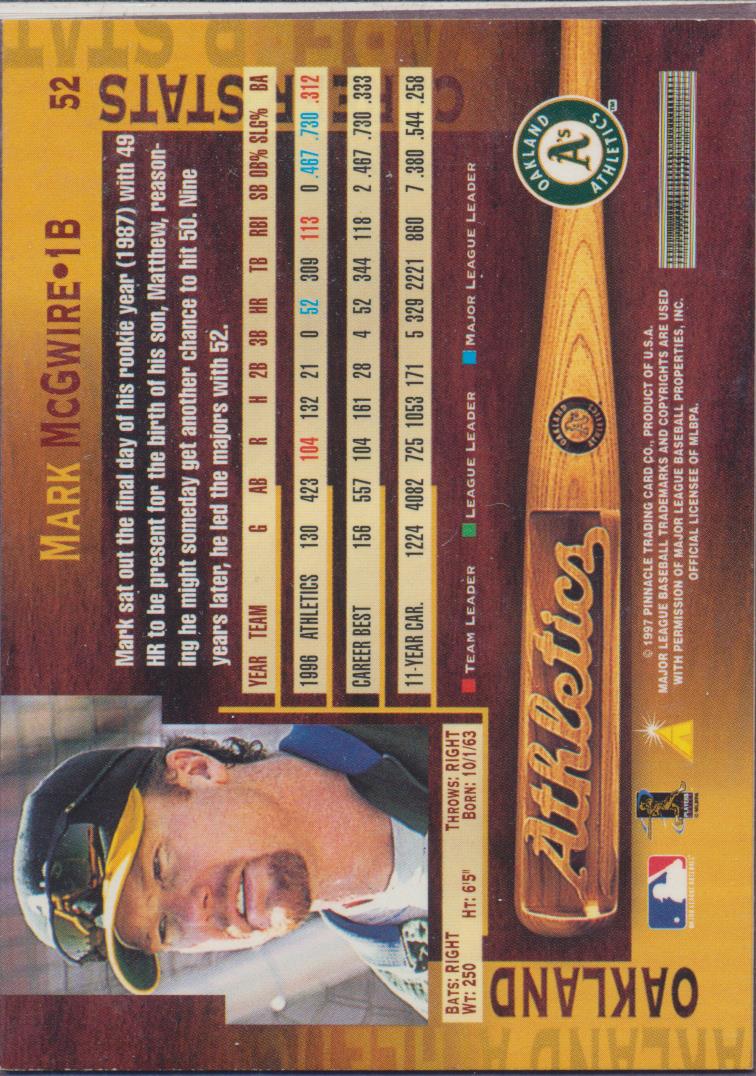 MARK MCGWIRE•1B
52
CAREER STATS
Mark sat out the final day of his rookie year (1987) with 49
HR to be present for the birth of his son, Matthew, reason-
ing he might someday get another chance to hit 50. Nine
years later, he led the majors with 52.
YEAR TEAM G AB R H 2B 3B HR TB RBI SB OB% SLG% BA
1996 ATHLETICS 130 423 104 132 21 0 52 309 113 0 .467 .730 .312
CAREER BEST 156 557 104 161 28 4 52 344 118 2 .467 .730 .333
11-YEAR CAR. 1224 4082 725 1053 171 5 329 2221 860 7 .380 .544 .258
TEAM LEADER LEAGUE LEADER MAJOR LEAGUE LEADER
BATS: RIGHT THROWS: RIGHT
WT: 250 HT: 6'5" BORN: 10/1/63
Athletics
OAKLAND
A's
ATHLETICS
TM
OAKLAND
© 1997 PINNACLE TRADING CARD CO., PRODUCT OF U.S.A.
MAJOR LEAGUE BASEBALL TRADEMARKS AND COPYRIGHTS ARE USED
WITH PERMISSION OF MAJOR LEAGUE BASEBALL PROPERTIES, INC.
OFFICIAL LICENSEE OF MLBPA.